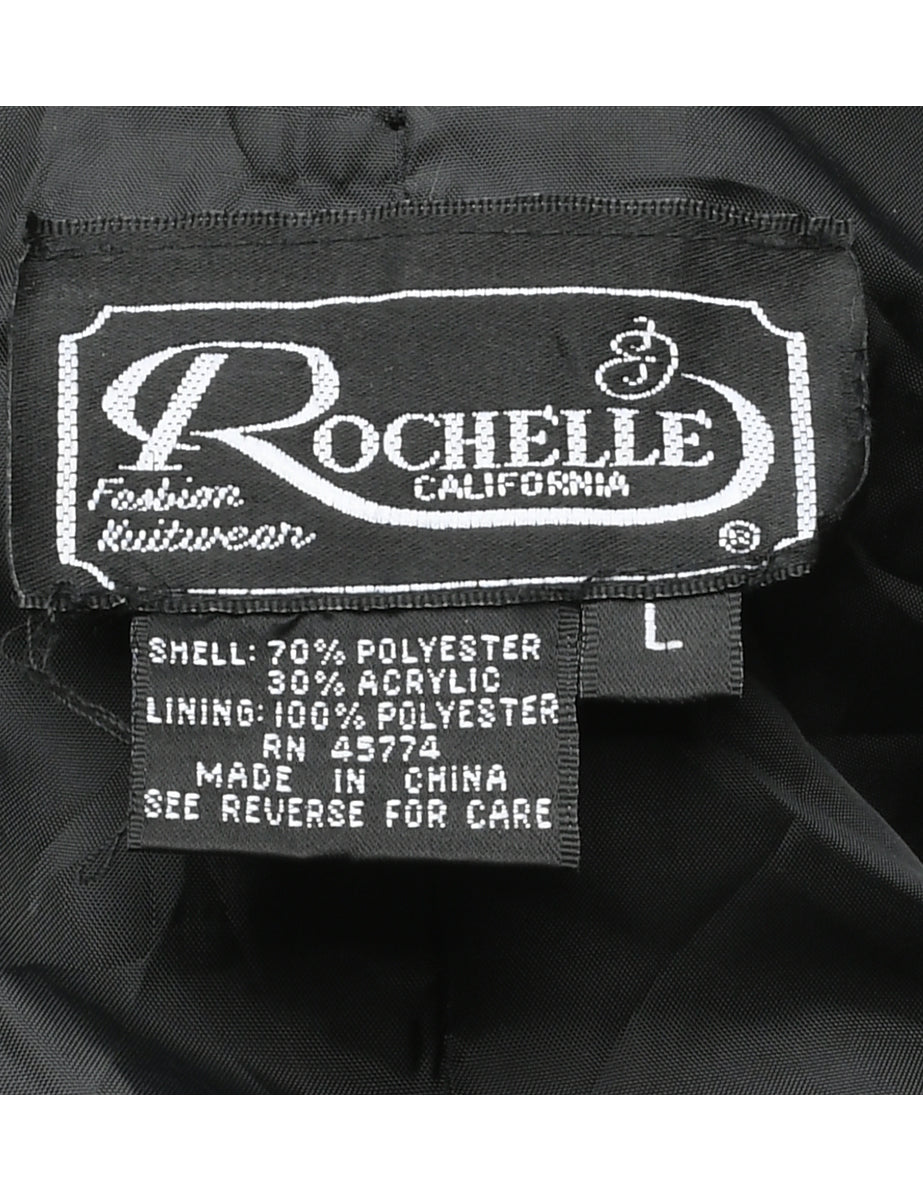 ROCHELLE
CALIFORNIA
Fashion
Knitwear
®
L
SHELL: 70% POLYESTER
30% ACRYLIC
LINING: 100% POLYESTER
RN 45774
MADE IN CHINA
SEE REVERSE FOR CARE